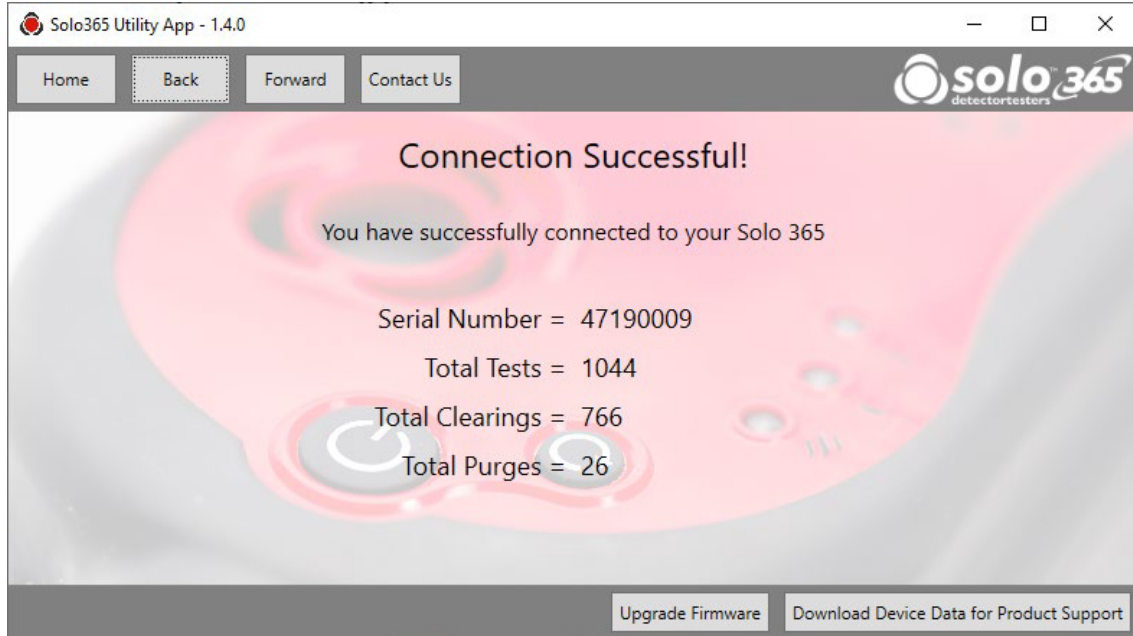 Solo365 Utility App - 1.4.0
Home Back Forward Contact Us
solo™ 365
detectortesters
Connection Successful!
You have successfully connected to your Solo 365
Serial Number = 47190009
Total Tests = 1044
Total Clearings = 766
Total Purges = 26
Upgrade Firmware Download Device Data for Product Support